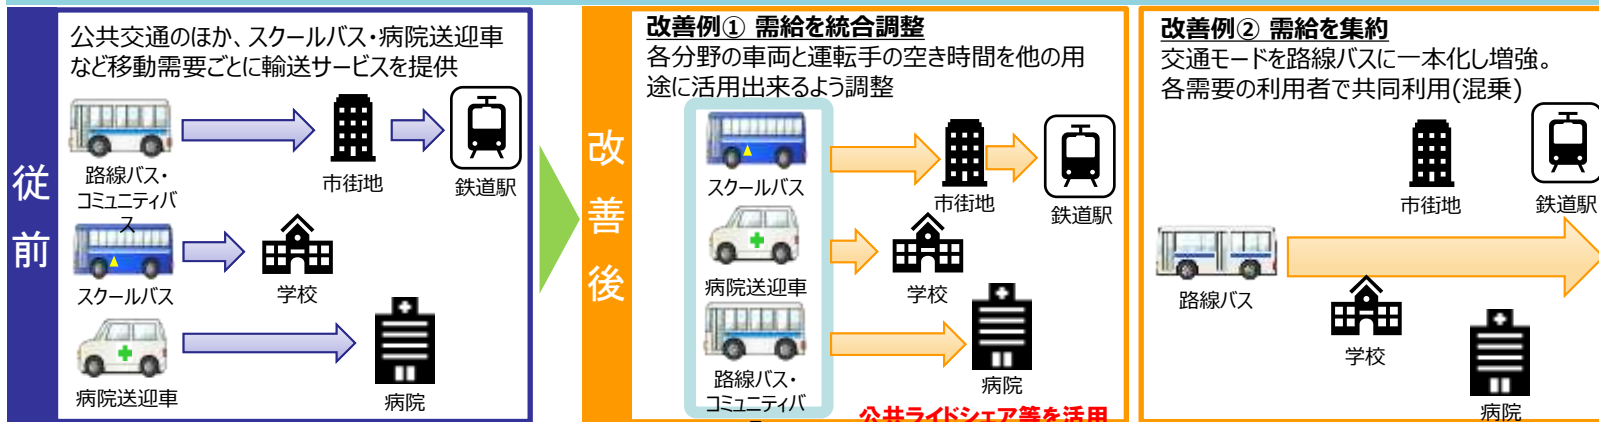 従前
公共交通のほか、スクールバス・病院送迎車
など移動需要ごとに輸送サービスを提供
路線バス・
コミュニティバ
ス
市街地
鉄道駅
スクールバス
学校
病院送迎車
病院
改善後
改善例① 需給を統合調整
各分野の車両と運転手の空き時間を他の用
途に活用出来るよう調整
スクールバス
市街地
鉄道駅
病院送迎車
学校
路線バス・
コミュニティバ
病院
公共ライドシェア等を活用
改善例② 需給を集約
交通モードを路線バスに一本化し増強。
各需要の利用者で共同利用(混乗)
市街地
鉄道駅
路線バス
学校
病院